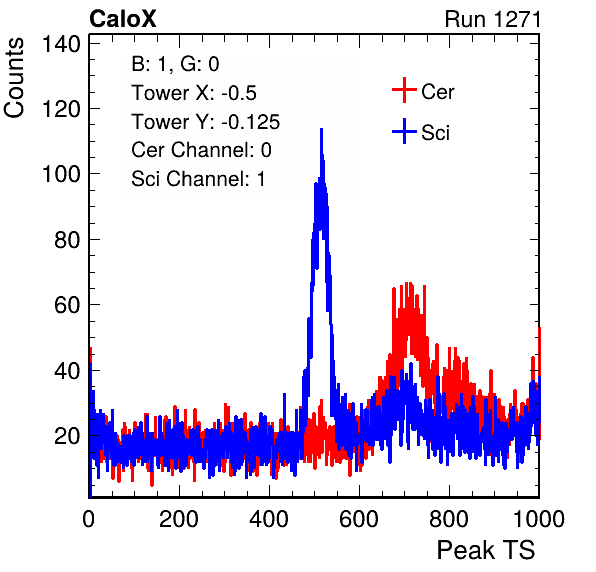 CaloX Run 1271
Counts
140
120
100
80
60
40
20
B: 1, G: 0
Tower X: -0.5
Tower Y: -0.125
Cer Channel: 0
Sci Channel: 1
Cer
Sci
0 200 400 600 800 1000
Peak TS